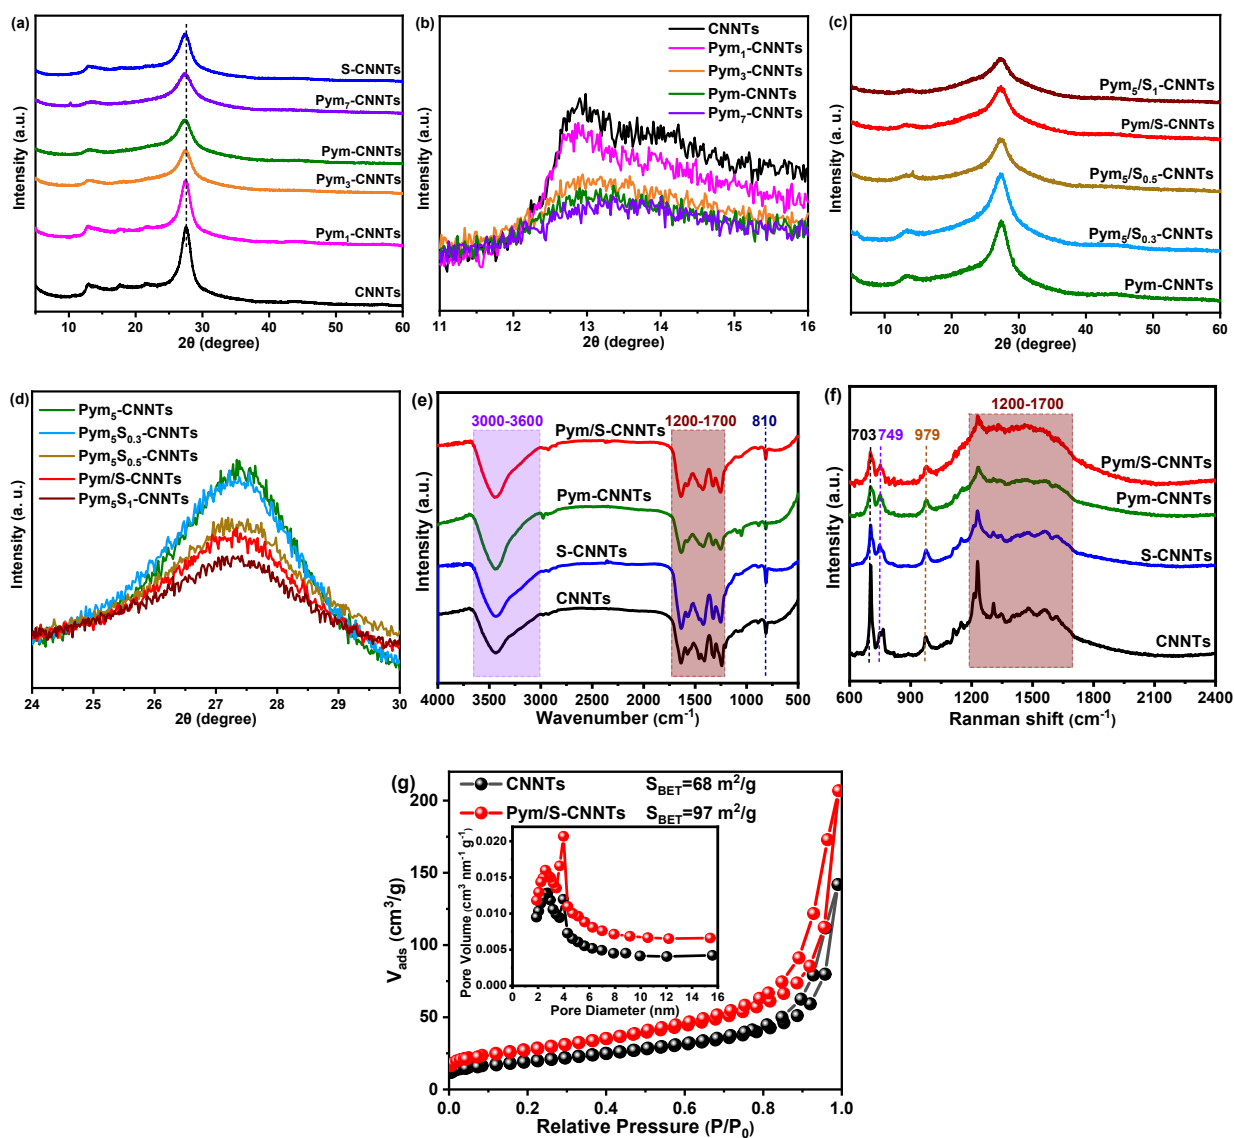 (a)
S-CNNTs
Pym7-CNNTs
Pym-CNNTs
Pym3-CNNTs
Pym1-CNNTs
CNNTs
Intensity (a.u.)
10 20 30 40 50 60
2θ (degree)
(b)
CNNTs
Pym1-CNNTs
Pym3-CNNTs
Pym-CNNTs
Pym7-CNNTs
Intensity (a.u.)
11 12 13 14 15 16
2θ (degree)
(c)
Pym5/S1-CNNTs
Pym/S-CNNTs
Pym5/S0.5-CNNTs
Pym5/S0.3-CNNTs
Pym-CNNTs
Intensity (a. u.)
10 20 30 40 50 60
2θ (degree)
(d)
Pym5-CNNTs
Pym5S0.3-CNNTs
Pym5S0.5-CNNTs
Pym/S-CNNTs
Pym5S1-CNNTs
Intensity (a. u.)
24 25 26 27 28 29 30
2θ (degree)
(e)
3000-3600 1200-1700 810
Pym/S-CNNTs
Pym-CNNTs
S-CNNTs
CNNTs
Intensity (a.u.)
4000 3500 3000 2500 2000 1500 1000 500
Wavenumber (cm-1)
(f)
1200-1700
703 749 979
Pym/S-CNNTs
Pym-CNNTs
S-CNNTs
CNNTs
Intensity (a.u.)
600 900 1200 1500 1800 2100 2400
Ranman shift (cm-1)
(g)
CNNTs SBET=68 m2/g
Pym/S-CNNTs SBET=97 m2/g
Vads (cm3/g)
200
150
100
50
0
0.0 0.2 0.4 0.6 0.8 1.0
Relative Pressure (P/P0)
Pore Volume (cm3 nm-1 g-1)
0.020
0.015
0.010
0.005
0.000
0 2 4 6 8 10 12 14 16
Pore Diameter (nm)